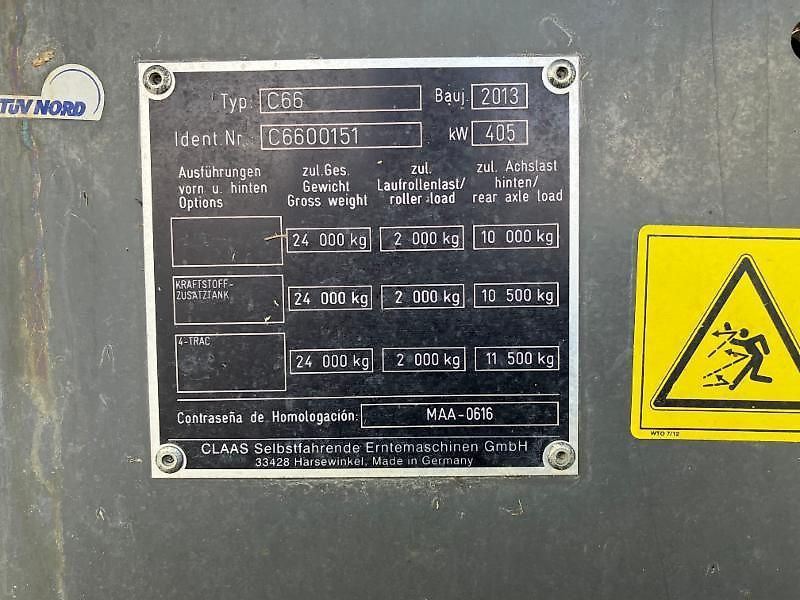 TÜV NORD
Typ: C66 Bauj. 2013
Ident.Nr. C6600151 kW 405
Ausführungen vorn u. hinten Options
zul.Ges. Gewicht Gross weight
zul. Laufrollenlast/ roller-load
zul. Achslast hinten/ rear axle load
24 000 kg 2 000 kg 10 000 kg
KRAFTSTOFF-
ZUSATZTANK
24 000 kg 2 000 kg 10 500 kg
4-TRAC
24 000 kg 2 000 kg 11 500 kg
Contraseña de Homologación: MAA-0616
CLAAS Selbstfahrende Erntemaschinen GmbH
33428 Harsewinkel, Made in Germany
WTO 7/12